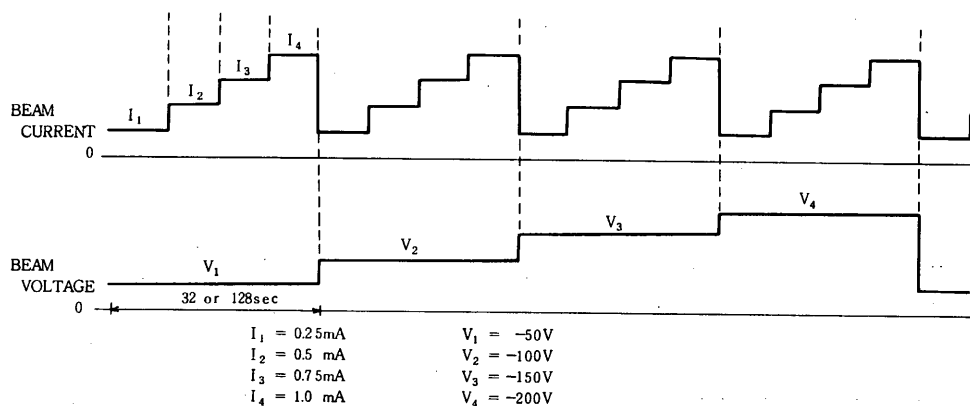 I₄
I₃
I₂
I₁
BEAM
CURRENT
0
V₄
V₃
V₂
V₁
BEAM
VOLTAGE
0
32 or 128sec
I₁ = 0.25mA V₁ = -50V
I₂ = 0.5 mA V₂ = -100V
I₃ = 0.75mA V₃ = -150V
I₄ = 1.0 mA V₄ = -200V